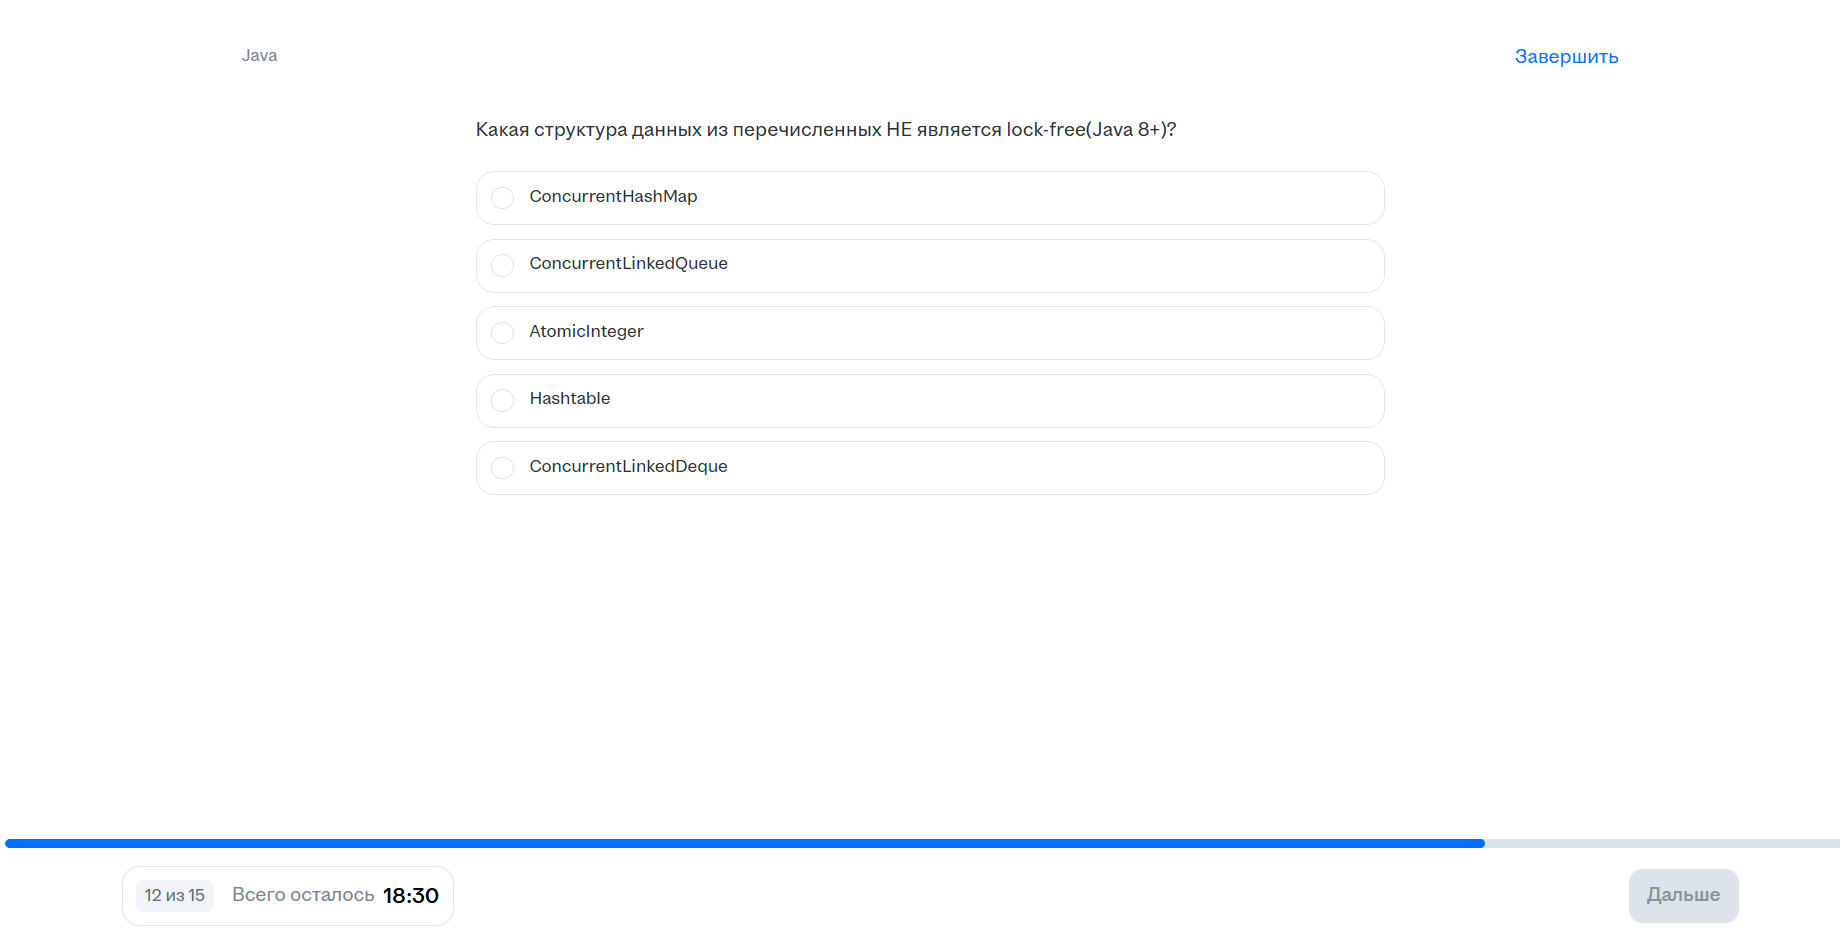 Java
Завершить
Какая структура данных из перечисленных НЕ является lock-free(Java 8+)?
ConcurrentHashMap
ConcurrentLinkedQueue
AtomicInteger
Hashtable
ConcurrentLinkedDeque
12 из 15 Всего осталось 18:30
Дальше